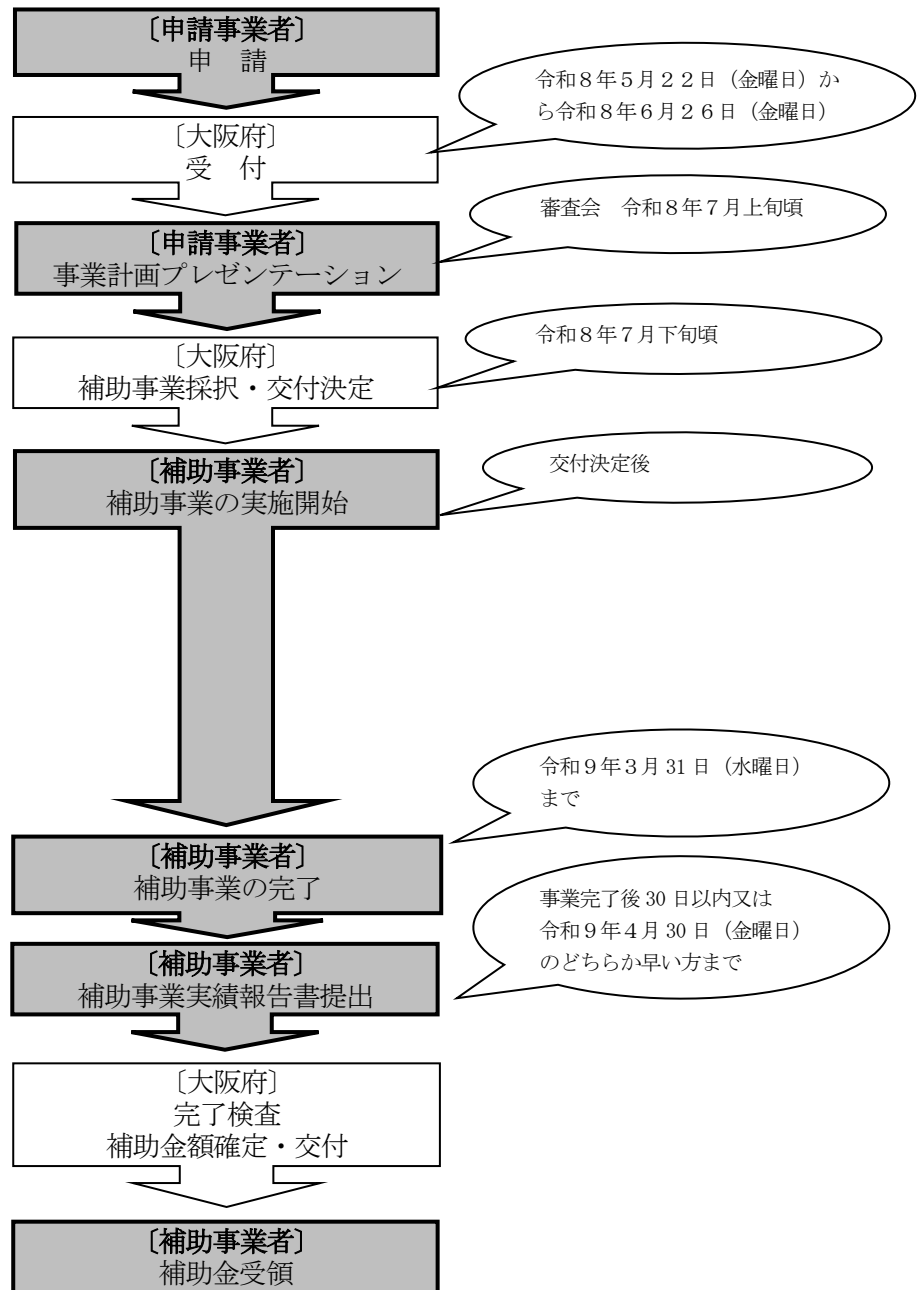 〔申請事業者〕
申　請
令和８年５月２２日（金曜日）か
ら令和８年６月２６日（金曜日）
〔大阪府〕
受　付
審査会　令和８年７月上旬頃
〔申請事業者〕
事業計画プレゼンテーション
令和８年７月下旬頃
〔大阪府〕
補助事業採択・交付決定
交付決定後
〔補助事業者〕
補助事業の実施開始
令和９年３月 31 日（水曜日）
まで
〔補助事業者〕
補助事業の完了
事業完了後 30 日以内又は
令和９年４月 30 日（金曜日）
のどちらか早い方まで
〔補助事業者〕
補助事業実績報告書提出
〔大阪府〕
完了検査
補助金額確定・交付
〔補助事業者〕
補助金受領